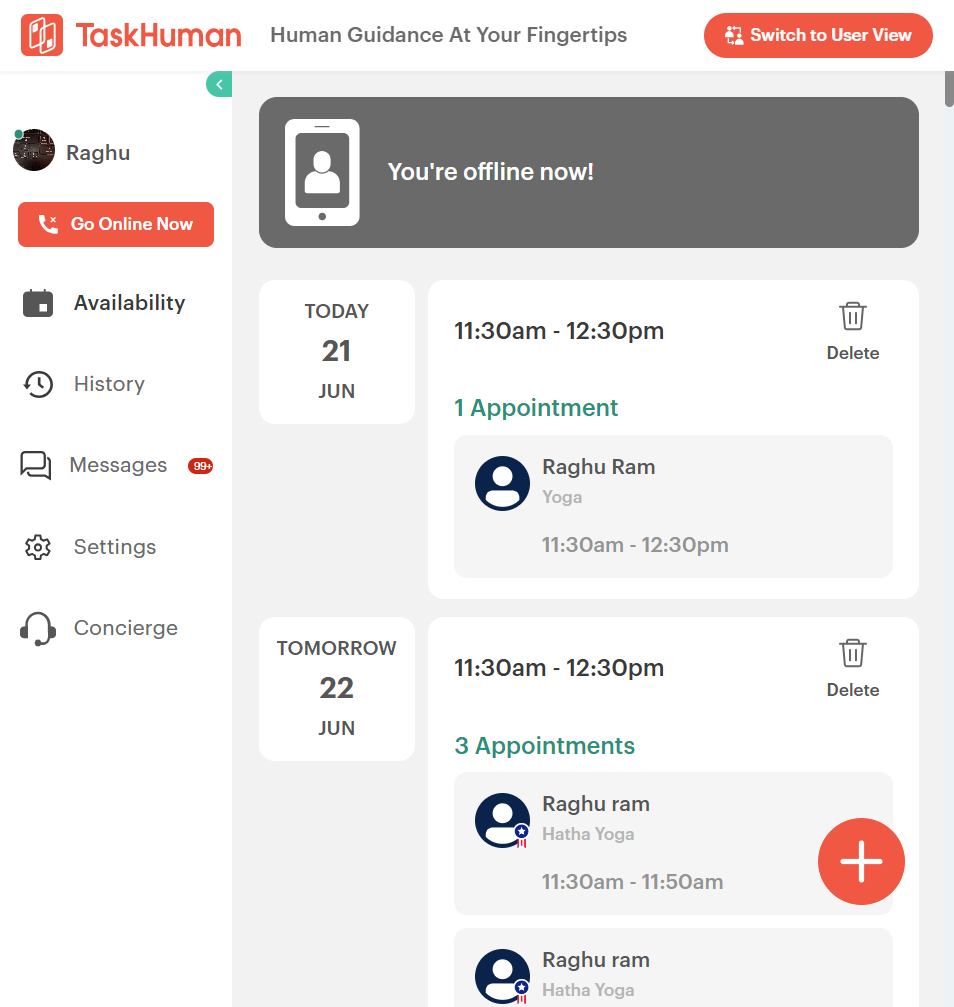 TaskHuman
Human Guidance At Your Fingertips
Switch to User View
Raghu
Go Online Now
Availability
History
Messages 99+
Settings
Concierge
You're offline now!
TODAY
21
JUN
11:30am - 12:30pm
Delete
1 Appointment
Raghu Ram
Yoga
11:30am - 12:30pm
TOMORROW
22
JUN
11:30am - 12:30pm
Delete
3 Appointments
Raghu ram
Hatha Yoga
11:30am - 11:50am
Raghu ram
Hatha Yoga